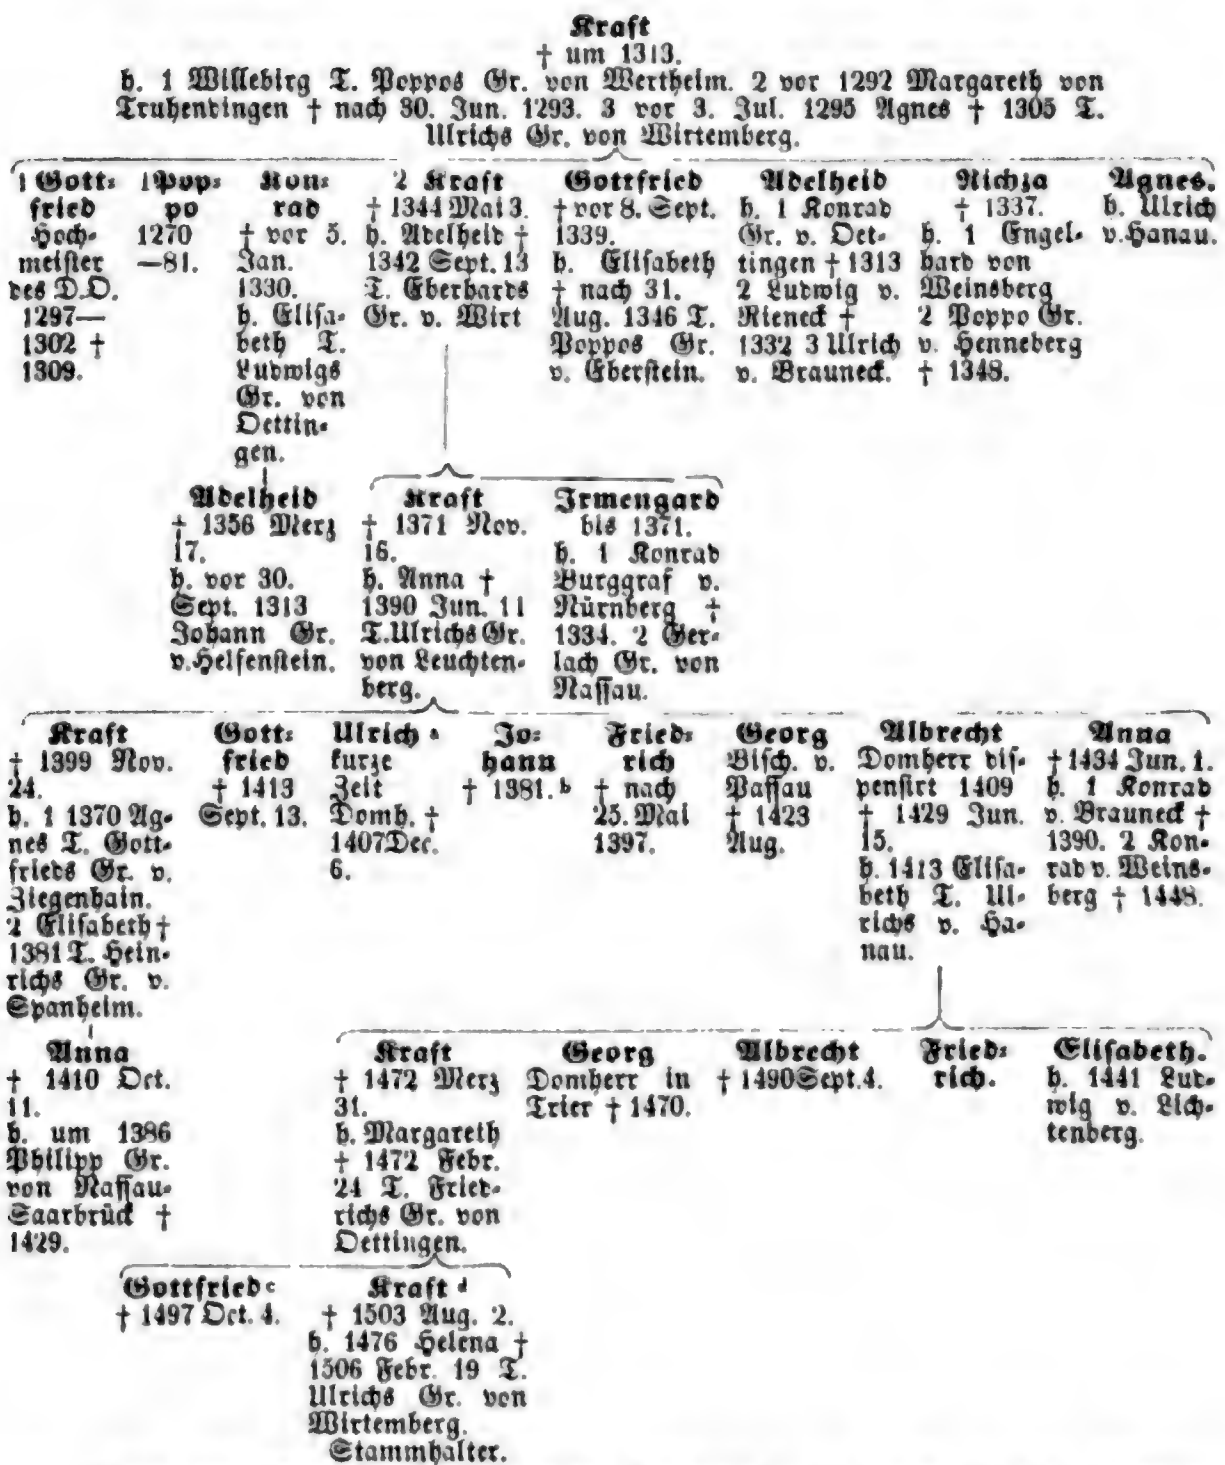 Kraft
† um 1313.
h. 1 Willebirg T. Poppos Gr. von Wertheim. 2 vor 1292 Margareth von
Truhendingen † nach 30. Jun. 1293. 3 vor 3. Jul. 1295 Agnes † 1305 T.
Ulrichs Gr. von Wirtemberg.
1 Gott-
fried
Hoch-
meister
des D.O.
1297—
1302 †
1309.
1 Pop-
po
1270
—81.
Kon-
rad
† vor 5.
Jan.
1330.
h. Elisa-
beth T.
Ludwigs
Gr. von
Oettin-
gen.
2 Kraft
† 1344 Mai 3.
h. Adelheid †
1342 Sept. 13
T. Eberhards
Gr. v. Wirt
Gottfried
† vor 8. Sept.
1339.
h. Elisabeth
† nach 31.
Aug. 1346 T.
Poppos Gr.
v. Eberstein.
Adelheid
h. 1 Konrad
Gr. v. Oet-
tingen † 1313
2 Ludwig v.
Rieneck †
1332 3 Ulrich
v. Brauneck.
Richza
† 1337.
h. 1 Engel-
hard von
Weinsberg
2 Poppo Gr.
v. Henneberg
† 1348.
Agnes.
h. Ulrich
v. Hanau.
Adelheid
† 1356 Merz
17.
h. vor 30.
Sept. 1313
Johann Gr.
v. Helfenstein.
Kraft
† 1371 Nov.
16.
h. Anna †
1390 Jun. 11
T. Ulrichs Gr.
von Leuchten-
berg.
Irmengard
bis 1371.
h. 1 Konrad
Burggraf v.
Nürnberg †
1334. 2 Ger-
lach Gr. von
Nassau.
Kraft
† 1399 Nov.
24.
h. 1 1370 Ag-
nes T. Gott-
frieds Gr. v.
Ziegenhain.
2 Elisabeth †
1381 T. Hein-
richs Gr. v.
Spanheim.
Gott-
fried
† 1413
Sept. 13.
Ulrich a
kurze
Zeit
Domh. †
1407 Dec.
6.
Jo-
hann
† 1381. b
Fried-
rich
† nach
25. Mai
1397.
Georg
Bisch. v.
Passau
† 1423
Aug.
Albrecht
Domherr dis-
pensirt 1409
† 1429 Jun.
15.
h. 1413 Elisa-
beth T. Ul-
richs v. Ha-
nau.
Anna
† 1434 Jun. 1.
h. 1 Konrad
v. Brauneck †
1390. 2 Kon-
rad v. Weins-
berg † 1448.
Anna
† 1410 Oct.
11.
h. um 1386
Philipp Gr.
von Nassau-
Saarbrück †
1429.
Kraft
† 1472 Merz
31.
h. Margareth
† 1472 Febr.
24 T. Fried-
richs Gr. von
Oettingen.
Georg
Domherr in
Trier † 1470.
Albrecht
† 1490 Sept. 4.
Fried-
rich.
Elisabeth.
h. 1441 Lud-
wig v. Lich-
tenberg.
Gottfried c
† 1497 Oct. 4.
Kraft d
† 1503 Aug. 2.
h. 1476 Helena †
1506 Febr. 19 T.
Ulrichs Gr. von
Wirtemberg.
Stammhalter.